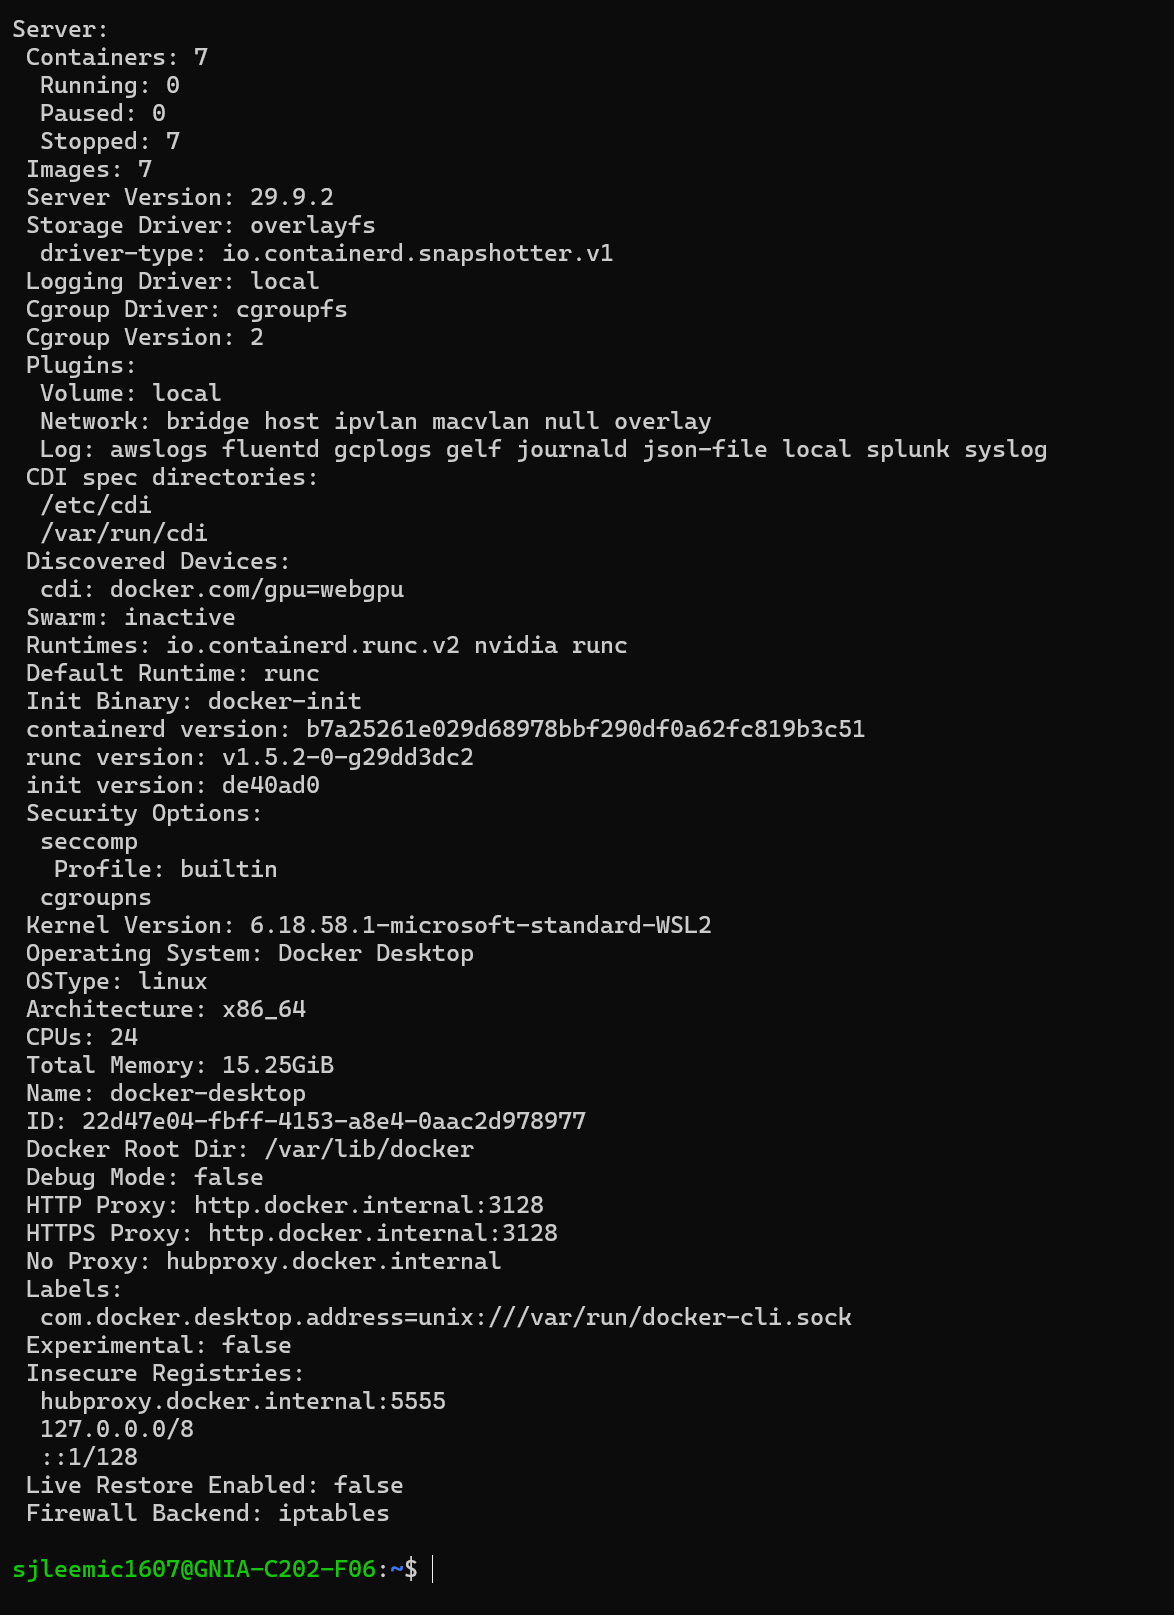 Server:
 Containers: 7
  Running: 0
  Paused: 0
  Stopped: 7
 Images: 7
 Server Version: 29.9.2
 Storage Driver: overlayfs
  driver-type: io.containerd.snapshotter.v1
 Logging Driver: local
 Cgroup Driver: cgroupfs
 Cgroup Version: 2
 Plugins:
  Volume: local
  Network: bridge host ipvlan macvlan null overlay
  Log: awslogs fluentd gcplogs gelf journald json-file local splunk syslog
 CDI spec directories:
  /etc/cdi
  /var/run/cdi
 Discovered Devices:
  cdi: docker.com/gpu=webgpu
 Swarm: inactive
 Runtimes: io.containerd.runc.v2 nvidia runc
 Default Runtime: runc
 Init Binary: docker-init
 containerd version: b7a25261e029d68978bbf290df0a62fc819b3c51
 runc version: v1.5.2-0-g29dd3dc2
 init version: de40ad0
 Security Options:
  seccomp
   Profile: builtin
  cgroupns
 Kernel Version: 6.18.58.1-microsoft-standard-WSL2
 Operating System: Docker Desktop
 OSType: linux
 Architecture: x86_64
 CPUs: 24
 Total Memory: 15.25GiB
 Name: docker-desktop
 ID: 22d47e04-fbff-4153-a8e4-0aac2d978977
 Docker Root Dir: /var/lib/docker
 Debug Mode: false
 HTTP Proxy: http.docker.internal:3128
 HTTPS Proxy: http.docker.internal:3128
 No Proxy: hubproxy.docker.internal
 Labels:
  com.docker.desktop.address=unix:///var/run/docker-cli.sock
 Experimental: false
 Insecure Registries:
  hubproxy.docker.internal:5555
  127.0.0.0/8
  ::1/128
 Live Restore Enabled: false
 Firewall Backend: iptables

sjleemic1607@GNIA-C202-F06:~$